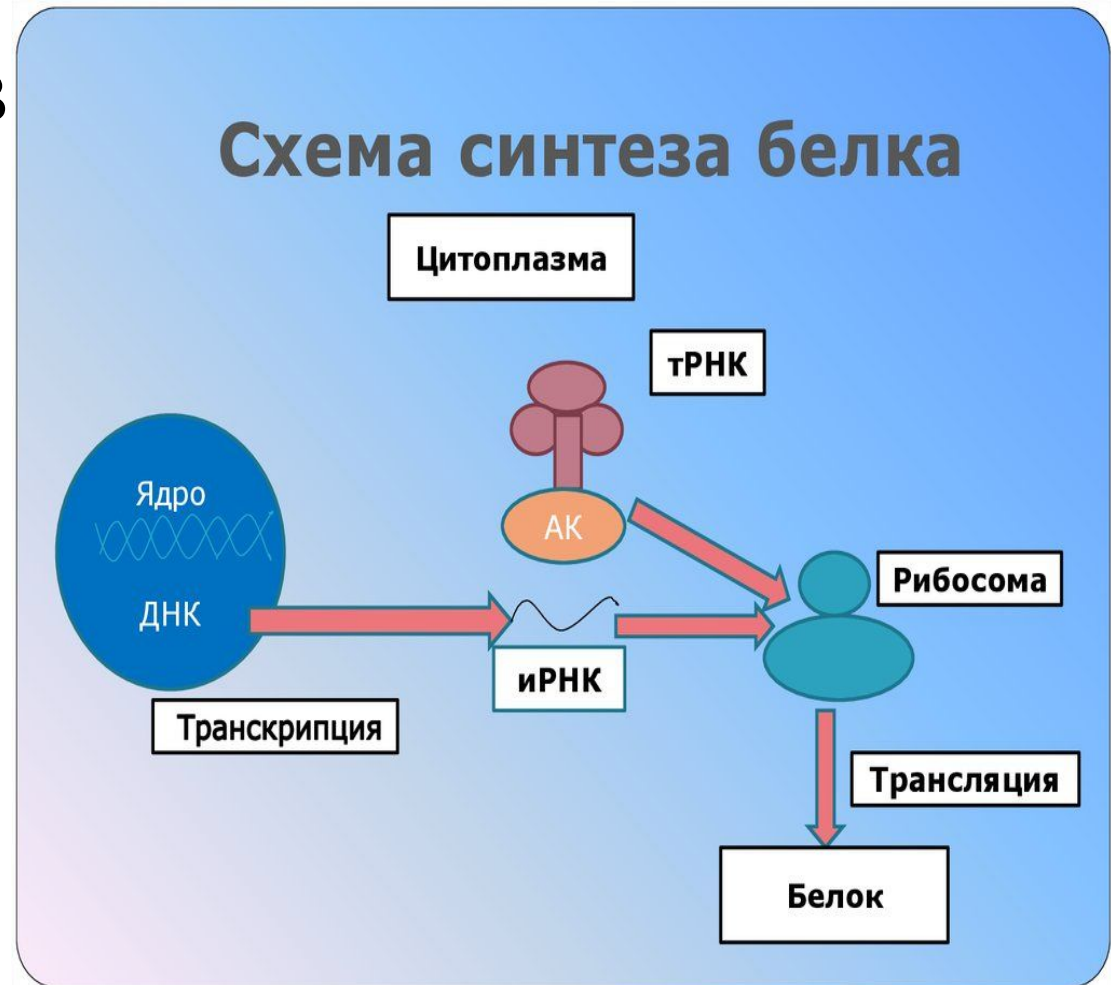 в
Схема синтеза белка
Цитоплазма
тРНК
Ядро
АК
Рибосома
ДНК
иРНК
Транскрипция
Трансляция
Белок